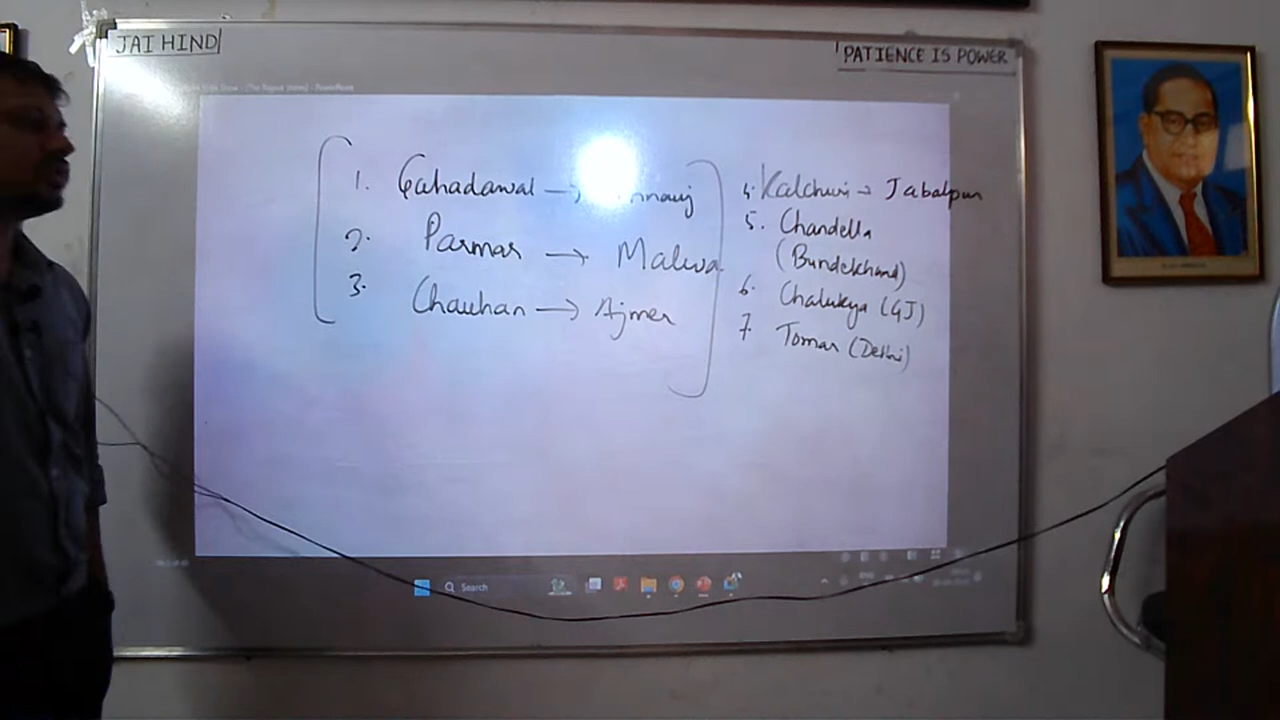 JAI HIND
PATIENCE IS POWER
1. Gahadawal →
2. Parmar → Malwa
3. Chauhan → Ajmer
4. Kalchuri → Jabalpur
5. Chandella
(Bundelkhand)
6. Chalukya (GJ)
7. Tomar (Delhi)
Search